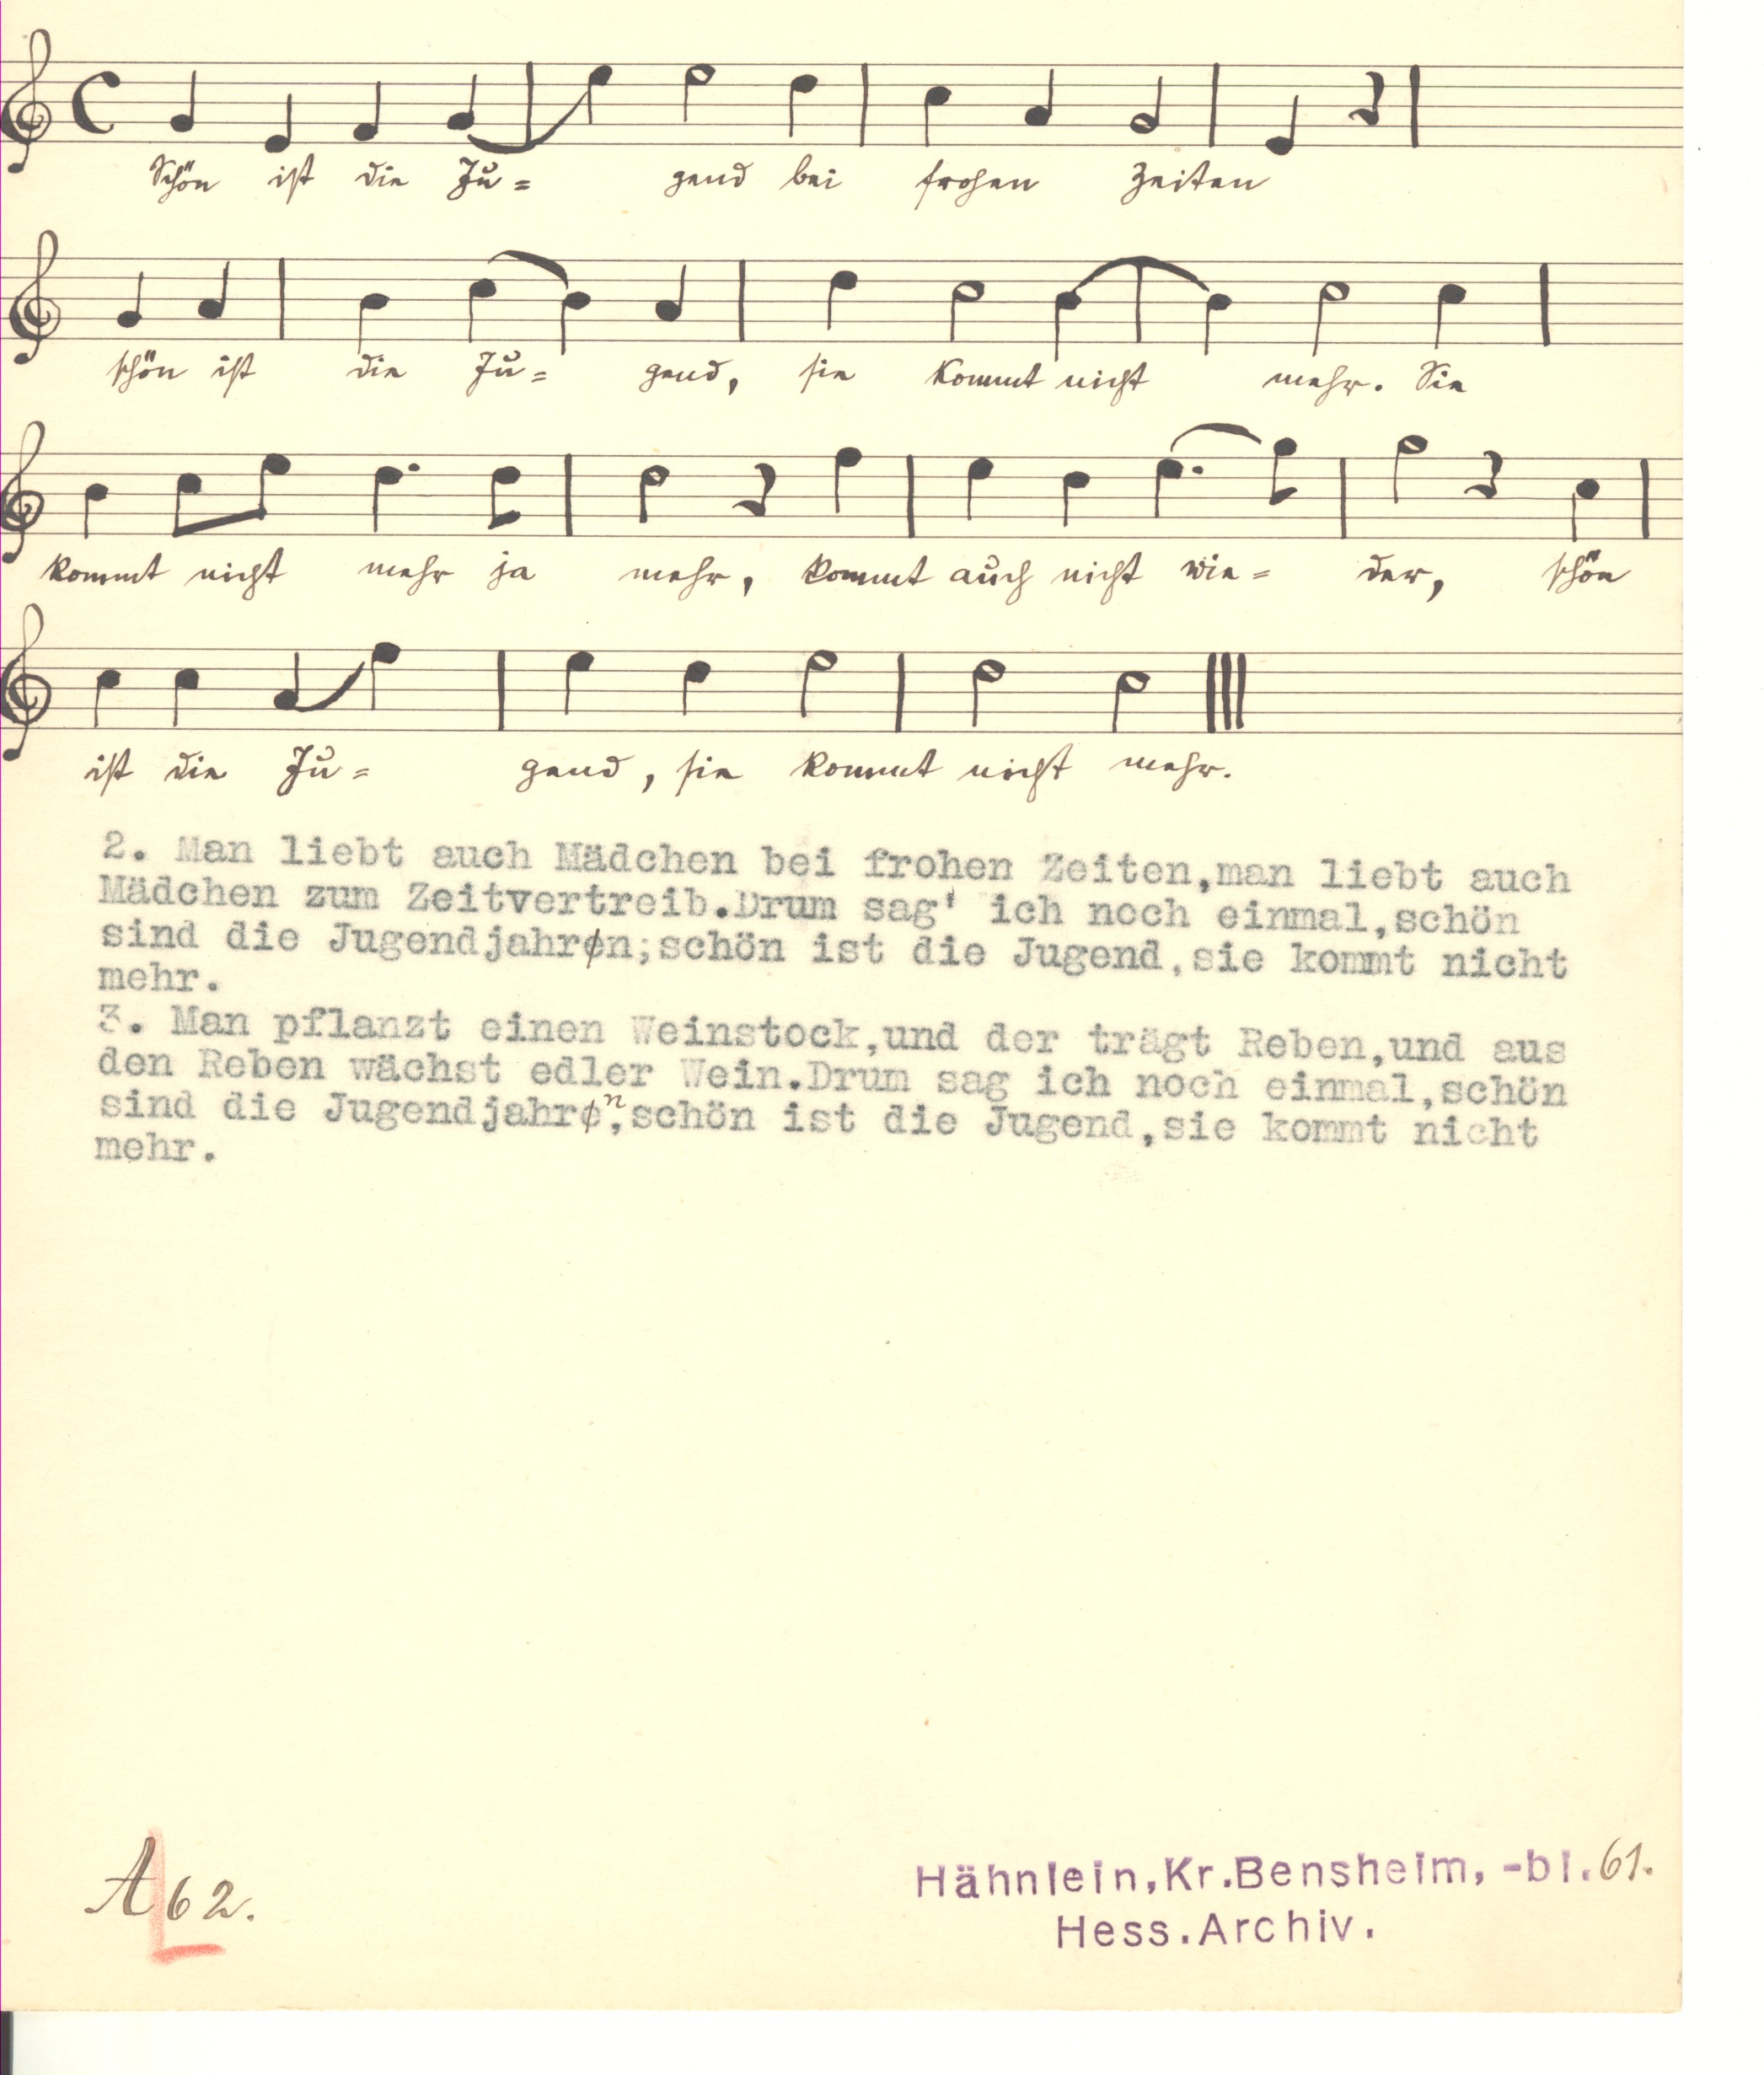 Schön ist die Ju= gend bei frohen Zeiten
schön ist die Ju= gend, sie kommt nicht mehr. Sie
kommt nicht mehr ja mehr, kommt auch nicht wie= der, schön
ist die Ju= gend, sie kommt nicht mehr.
2. Man liebt auch Mädchen bei frohen Zeiten,man liebt auch
Mädchen zum Zeitvertreib.Drum sag' ich noch einmal,schön
sind die Jugendjahren;schön ist die Jugend,sie kommt nicht
mehr.
3. Man pflanzt einen Weinstock,und der trägt Reben,und aus
den Reben wächst edler Wein.Drum sag ich noch einmal,schön
sind die Jugendjahren,schön ist die Jugend,sie kommt nicht
mehr.
A 62.
Hähnlein,Kr.Bensheim, -bl.61.
Hess.Archiv.